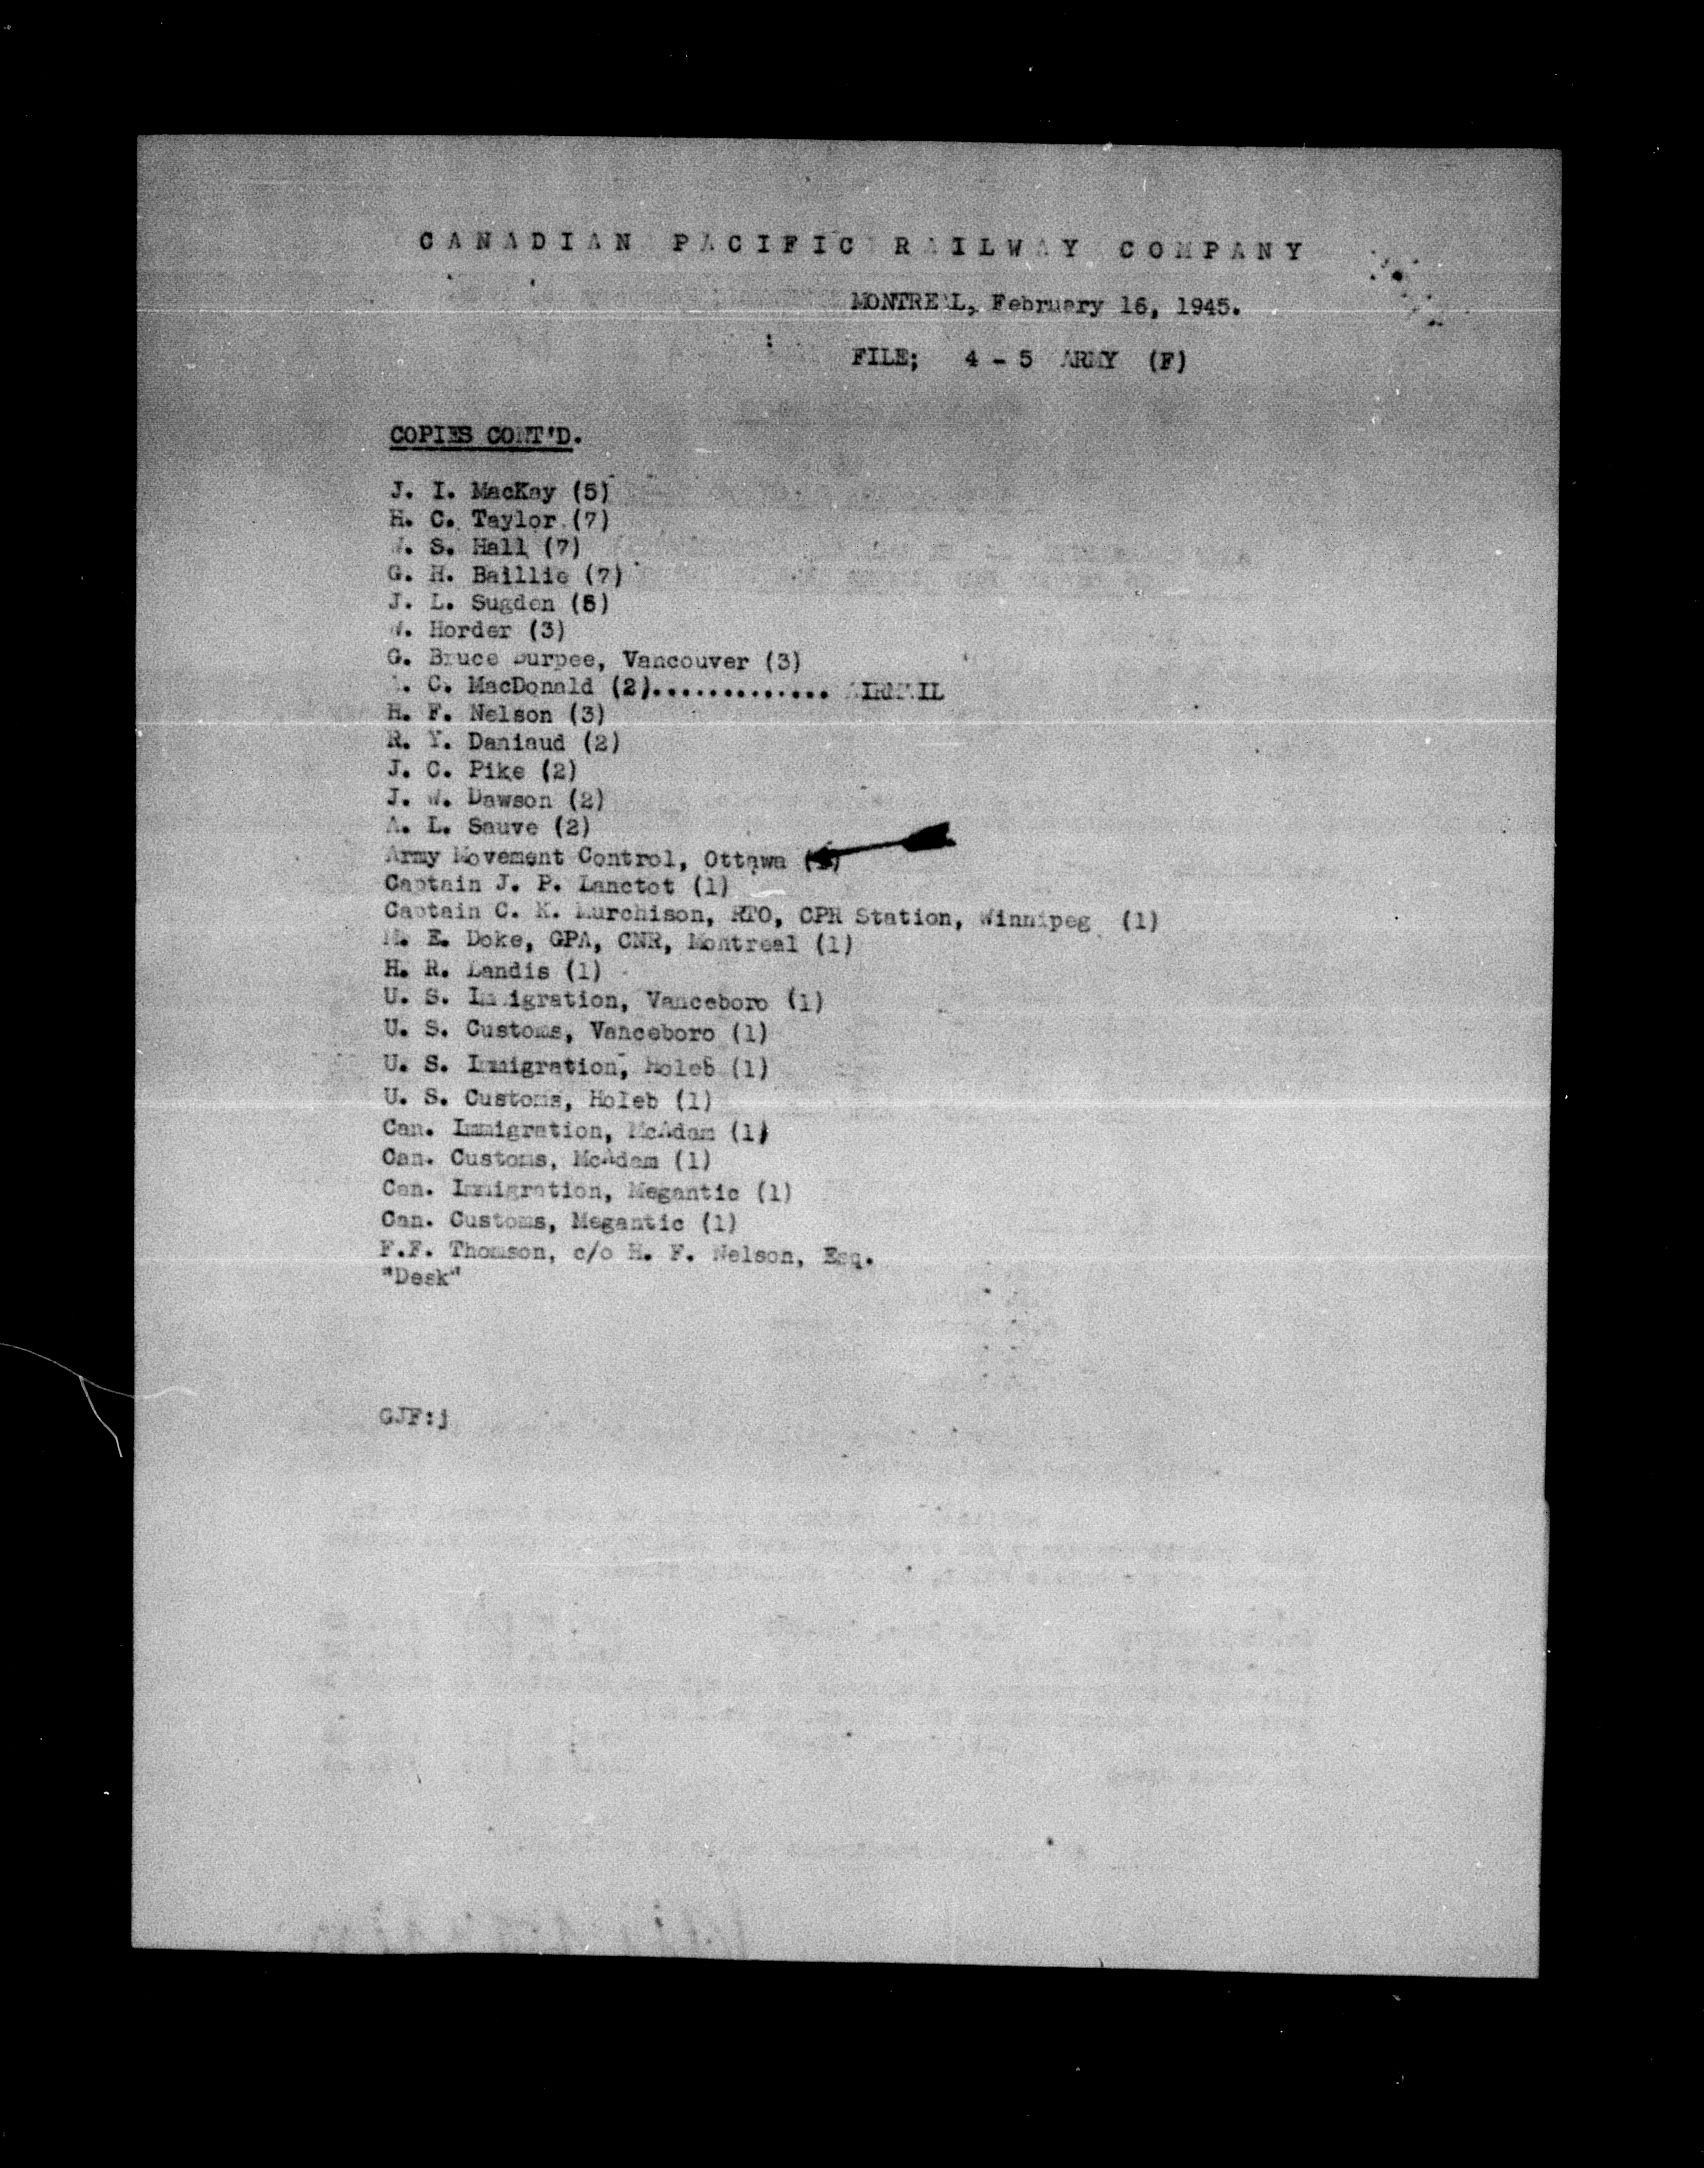 CANADIAN PACIFIC RAILWAY COMPANY
MONTREAL, February 16, 1945.
FILE; 4 - 5 ARMY (F)
COPIES CONT'D.
J. I. MacKay (5)
H. C. Taylor (7)
W. S. Hall (7)
G. H. Baillie (7)
J. L. Sugden (5)
W. Horder (3)
G. Bruce Burpee, Vancouver (3)
A. C. MacDonald (2)............. AIRMAIL
H. F. Nelson (3)
R. Y. Daniaud (2)
J. C. Pike (2)
J. W. Dawson (2)
A. L. Sauve (2)
Army Movement Control, Ottawa
Captain J. P. Lanctot (1)
Captain C. K. Murchison, RTO, CPR Station, Winnipeg (1)
M. E. Doke, GPA, CNR, Montreal (1)
H. R. Landis (1)
U. S. Immigration, Vanceboro (1)
U. S. Customs, Vanceboro (1)
U. S. Immigration, Holeb (1)
U. S. Customs, Holeb (1)
Can. Immigration, McAdam (1)
Can. Customs, McAdam (1)
Can. Immigration, Megantic (1)
Can. Customs, Megantic (1)
F.F. Thomson, c/o H. F. Nelson, Esq.
"Desk"
GJF:j